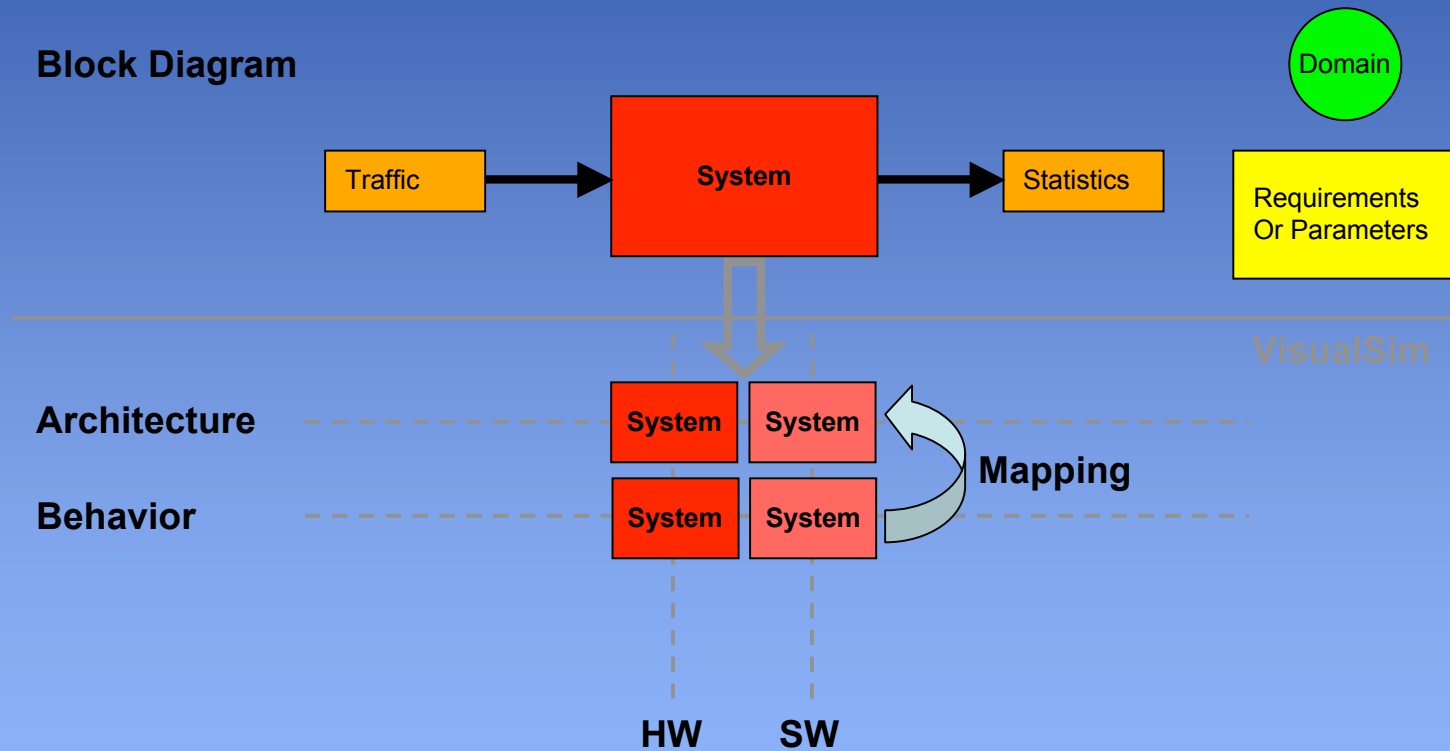 Block Diagram
Domain
Traffic
System
Statistics
Requirements
Or Parameters
VisualSim
Architecture
System
System
Mapping
Behavior
System
System
HW
SW